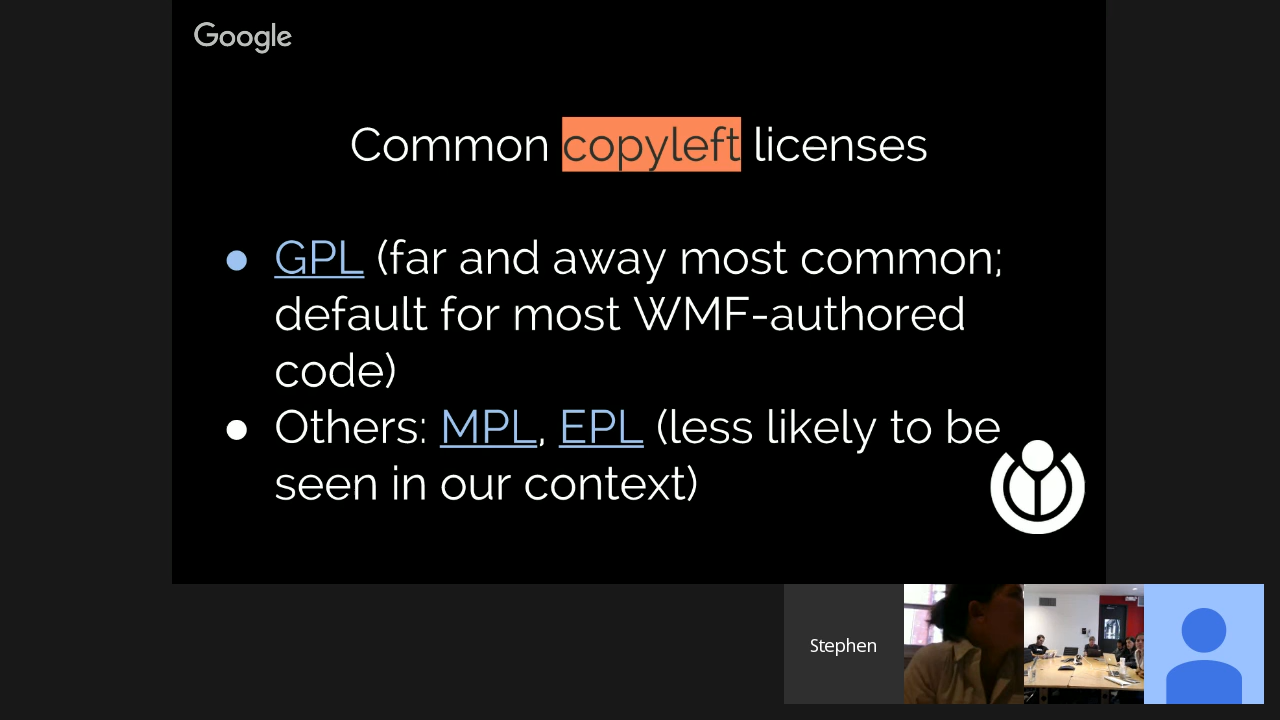 Google
Common copyleft licenses
● GPL (far and away most common;
default for most WMF-authored
code)
● Others: MPL, EPL (less likely to be
seen in our context)
Stephen